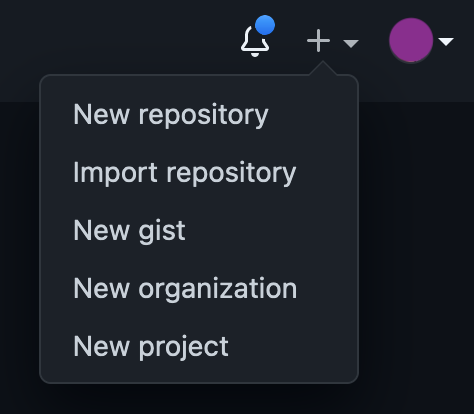 New repository
Import repository
New gist
New organization
New project